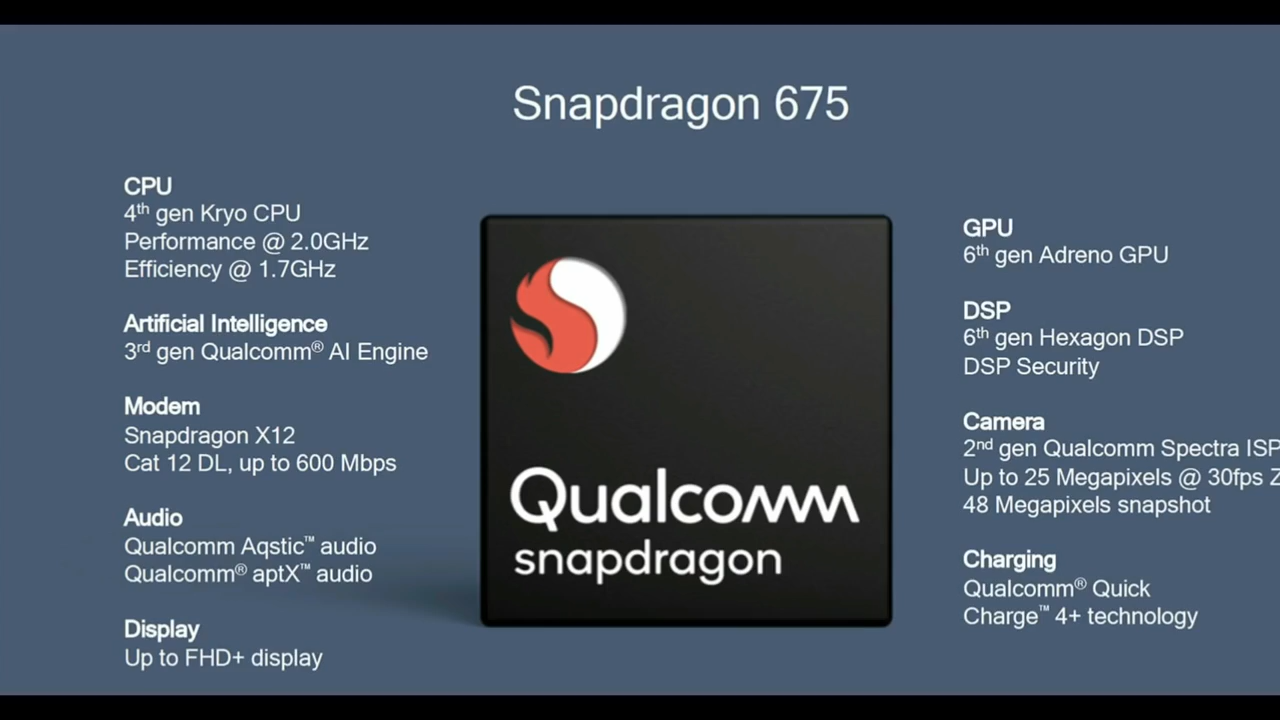 Snapdragon 675
CPU
4th gen Kryo CPU
Performance @ 2.0GHz
Efficiency @ 1.7GHz
Artificial Intelligence
3rd gen Qualcomm® AI Engine
Modem
Snapdragon X12
Cat 12 DL, up to 600 Mbps
Audio
Qualcomm Aqstic™ audio
Qualcomm® aptX™ audio
Display
Up to FHD+ display
Qualcomm
snapdragon
GPU
6th gen Adreno GPU
DSP
6th gen Hexagon DSP
DSP Security
Camera
2nd gen Qualcomm Spectra ISP
Up to 25 Megapixels @ 30fps
48 Megapixels snapshot
Charging
Qualcomm® Quick
Charge™ 4+ technology